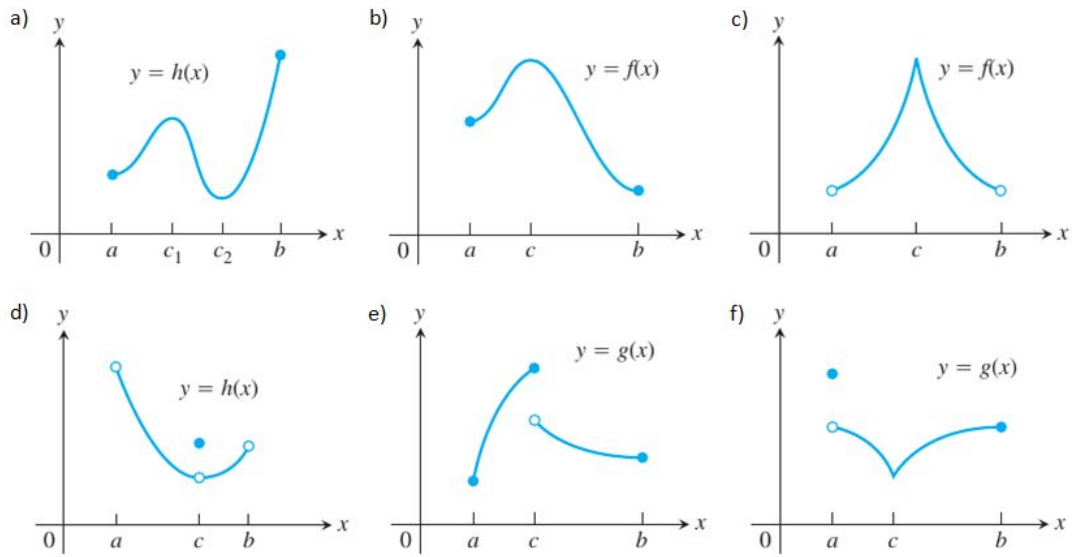 a)
y
y = h(x)
0
a
c₁
c₂
b
x
b)
y
y = f(x)
0
a
c
b
x
c)
y
y = f(x)
0
a
c
b
x
d)
y
y = h(x)
0
a
c
b
x
e)
y
y = g(x)
0
a
c
b
x
f)
y
y = g(x)
0
a
c
b
x